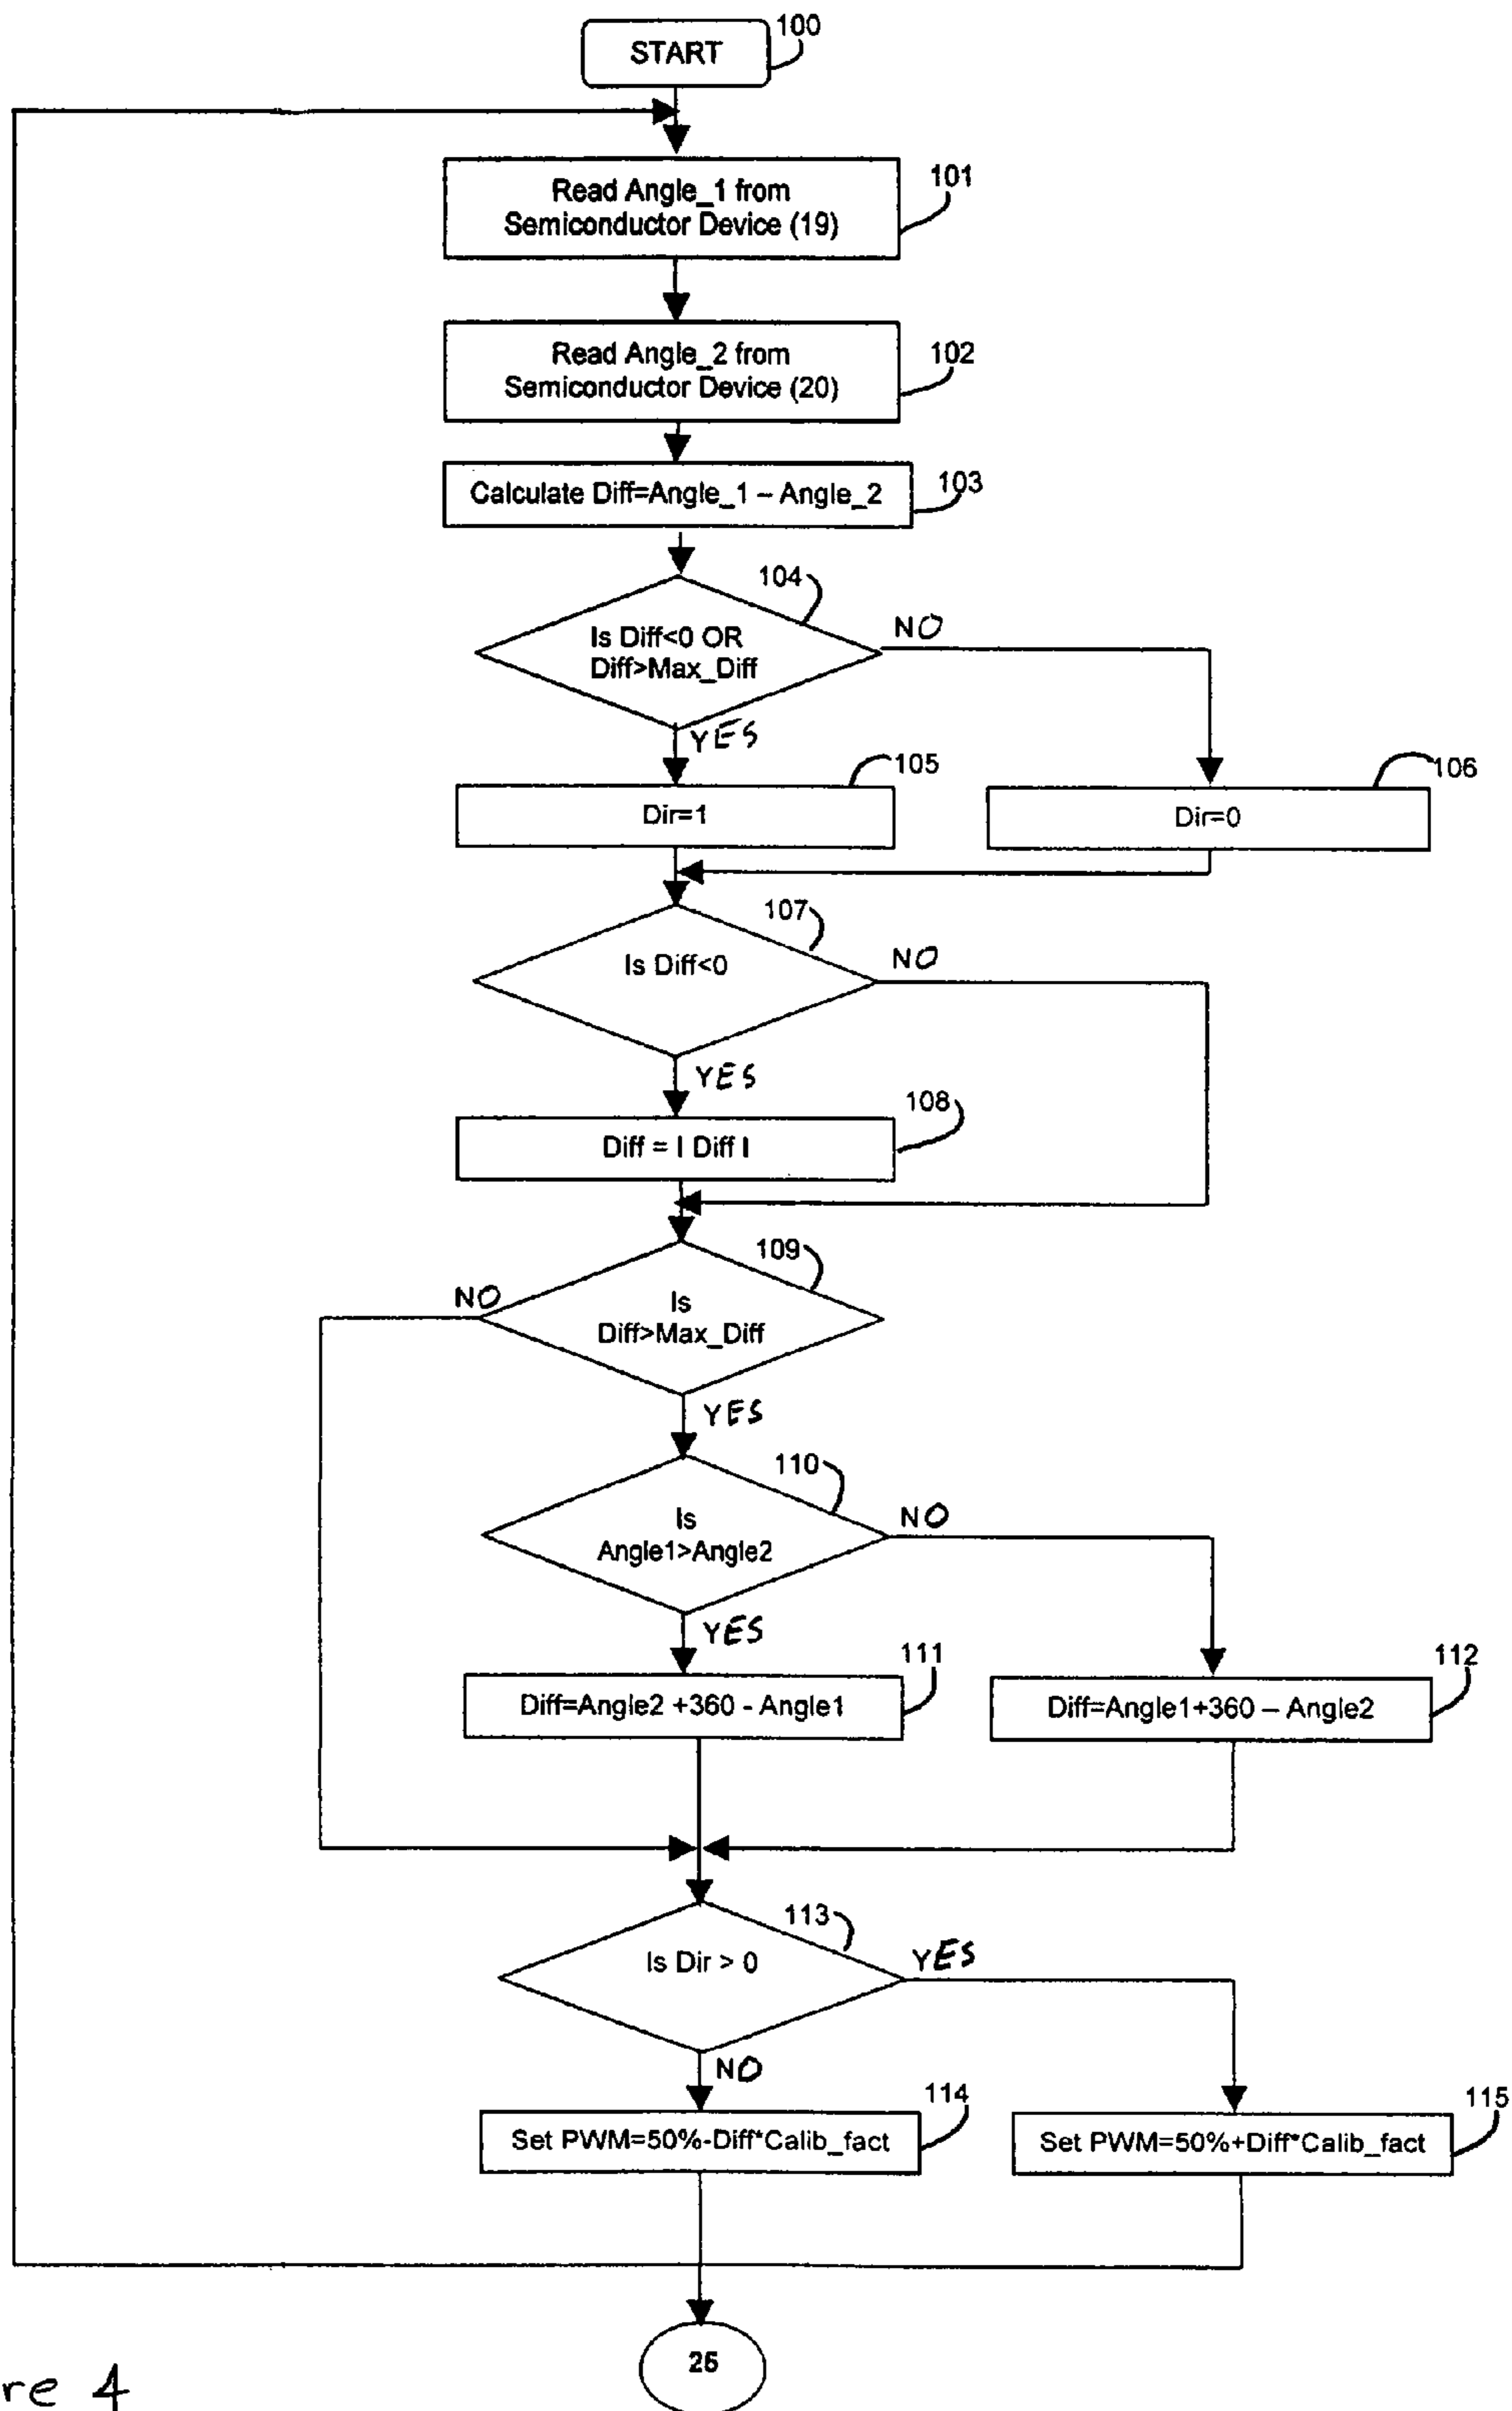 100
START
101
Read Angle_1 from
Semiconductor Device (19)
102
Read Angle_2 from
Semiconductor Device (20)
103
Calculate Diff=Angle_1 – Angle_2
104
NO
Is Diff<0 OR
Diff>Max_Diff
YES
105
106
Dir=1
Dir=0
107
NO
Is Diff<0
YES
108
Diff = I Diff I
109
NO
Is
Diff>Max_Diff
YES
110
NO
Is
Angle1>Angle2
YES
111
112
Diff=Angle2 +360 - Angle1
Diff=Angle1+360 – Angle2
113
YES
Is Dir > 0
NO
114
115
Set PWM=50%-Diff*Calib_fact
Set PWM=50%+Diff*Calib_fact
26
re 4